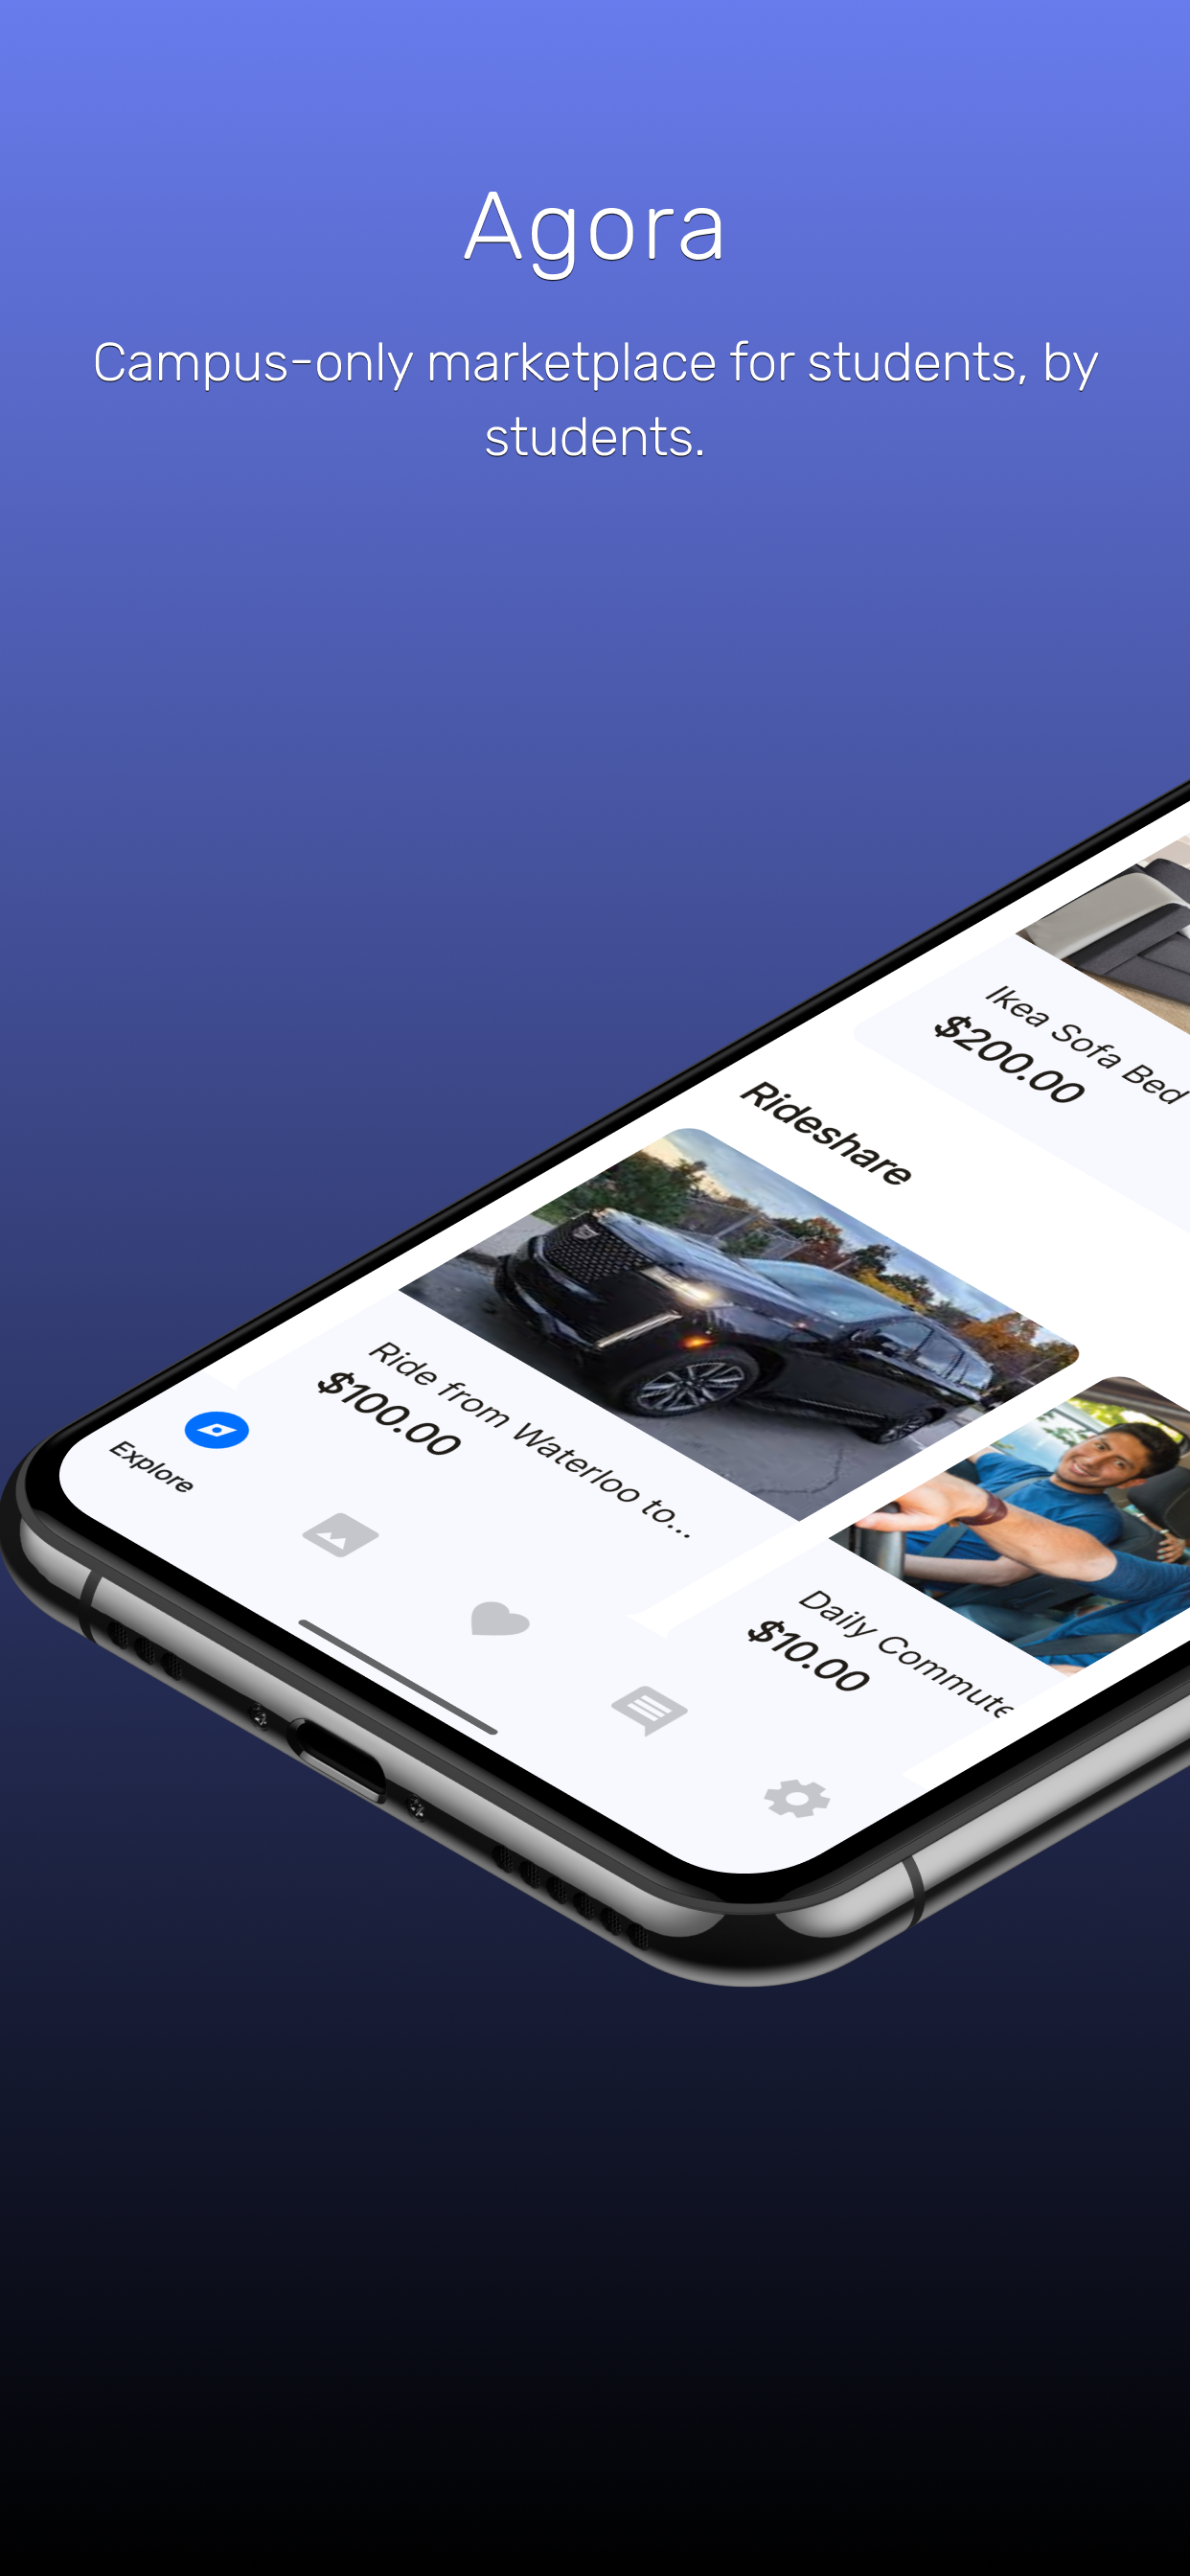 Agora
Campus-only marketplace for students, by
students.
Ikea Sofa Bed
$200.00
Rideshare
Ride from Waterloo to...
$100.00
Daily Commute
$10.00
Explore